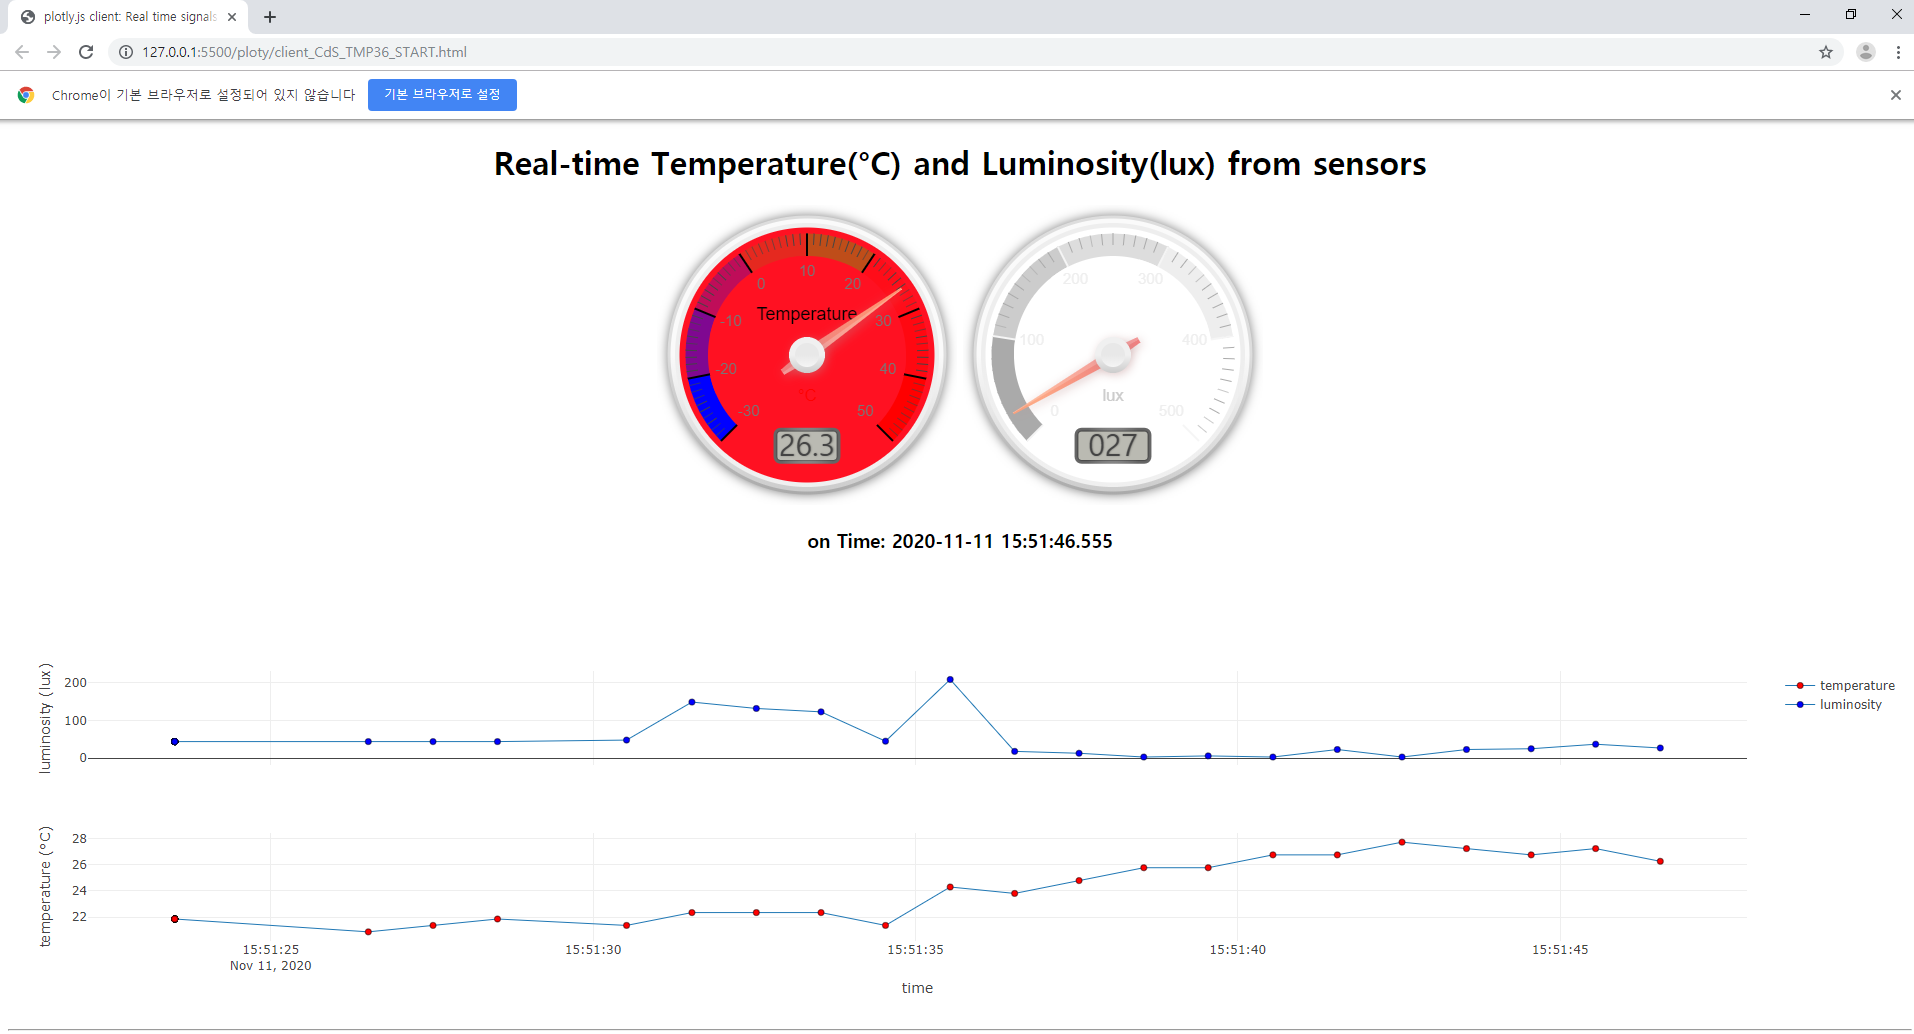 plotly.js client: Real time signals
127.0.0.1:5500/ploty/client_CdS_TMP36_START.html
Chrome이 기본 브라우저로 설정되어 있지 않습니다 기본 브라우저로 설정
Real-time Temperature(°C) and Luminosity(lux) from sensors
-30 -20 -10 0 10 20 30 40 50
Temperature
°C
26.3
0 100 200 300 400 500
lux
027
on Time: 2020-11-11 15:51:46.555
luminosity (lux)
200
100
0
temperature
luminosity
temperature (°C)
28
26
24
22
15:51:25 15:51:30 15:51:35 15:51:40 15:51:45
Nov 11, 2020
time